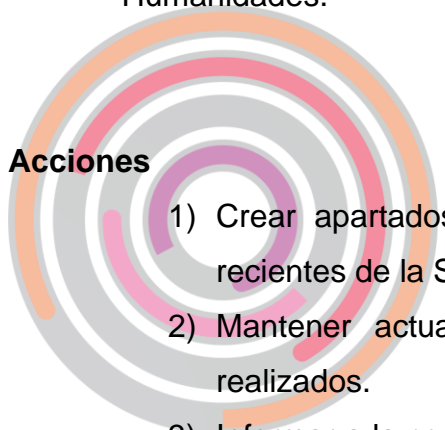 Humanidades.
Acciones
1) Crear apartados
recientes de la S
2) Mantener actua
realizados.